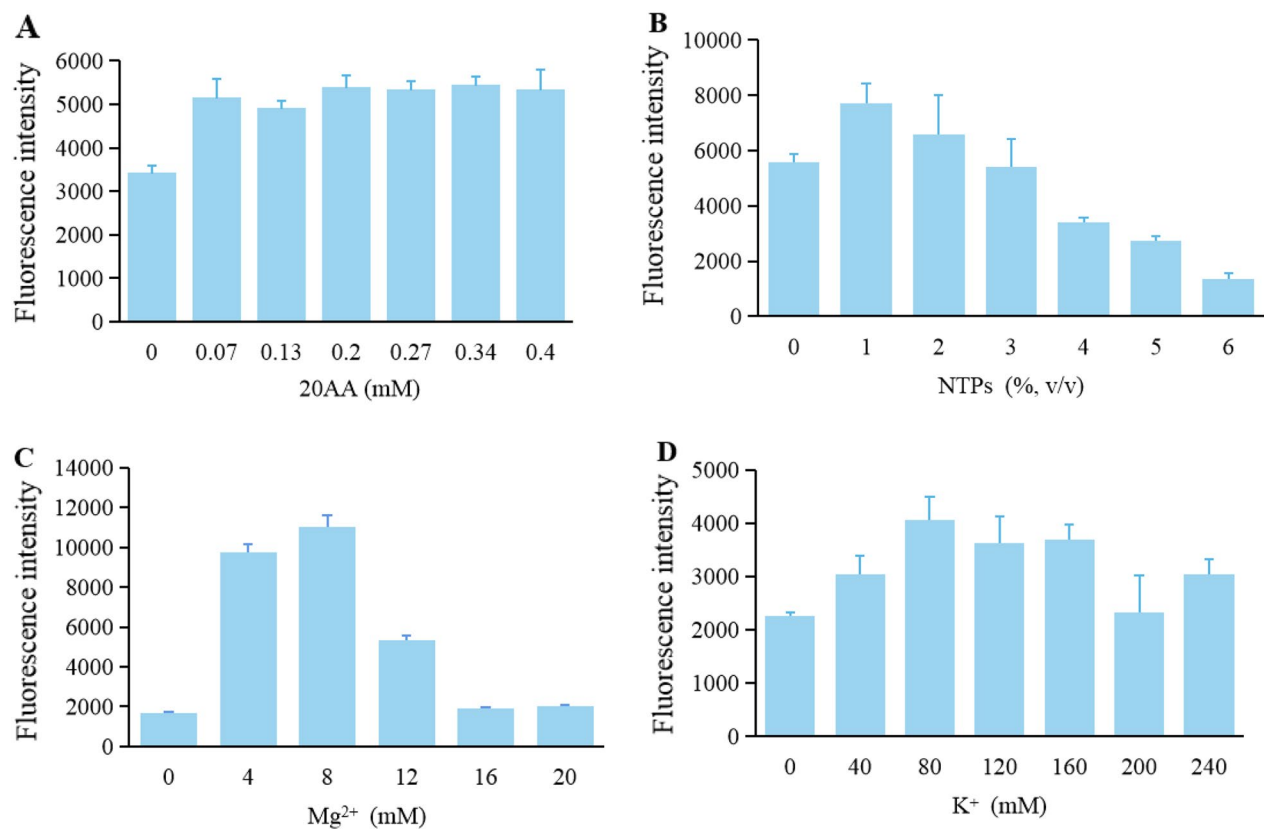 A
Fluorescence intensity
6000
5000
4000
3000
2000
1000
0
0 0.07 0.13 0.2 0.27 0.34 0.4
20AA (mM)
B
Fluorescence intensity
10000
8000
6000
4000
2000
0
0 1 2 3 4 5 6
NTPs (%, v/v)
C
Fluorescence intensity
14000
12000
10000
8000
6000
4000
2000
0
0 4 8 12 16 20
Mg²⁺ (mM)
D
Fluorescence intensity
5000
4000
3000
2000
1000
0
0 40 80 120 160 200 240
K⁺ (mM)